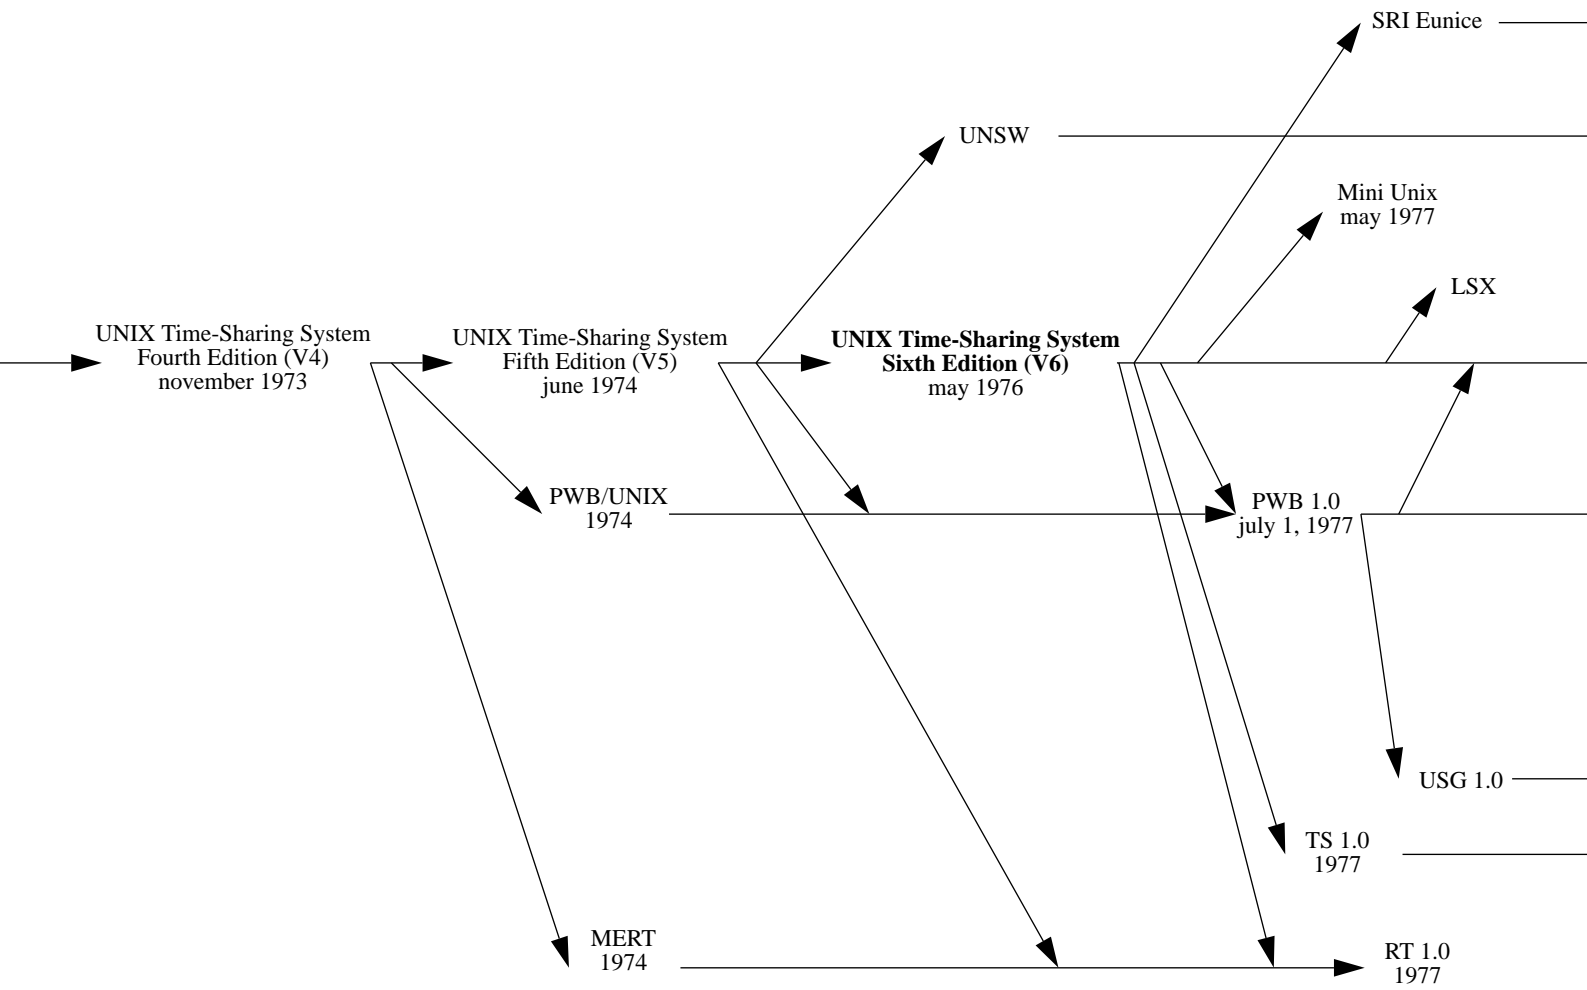 SRI Eunice
UNSW
Mini Unix
may 1977
LSX
UNIX Time-Sharing System
Fourth Edition (V4)
november 1973
UNIX Time-Sharing System
Fifth Edition (V5)
june 1974
UNIX Time-Sharing System
Sixth Edition (V6)
may 1976
PWB/UNIX
1974
PWB 1.0
july 1, 1977
USG 1.0
TS 1.0
1977
MERT
1974
RT 1.0
1977